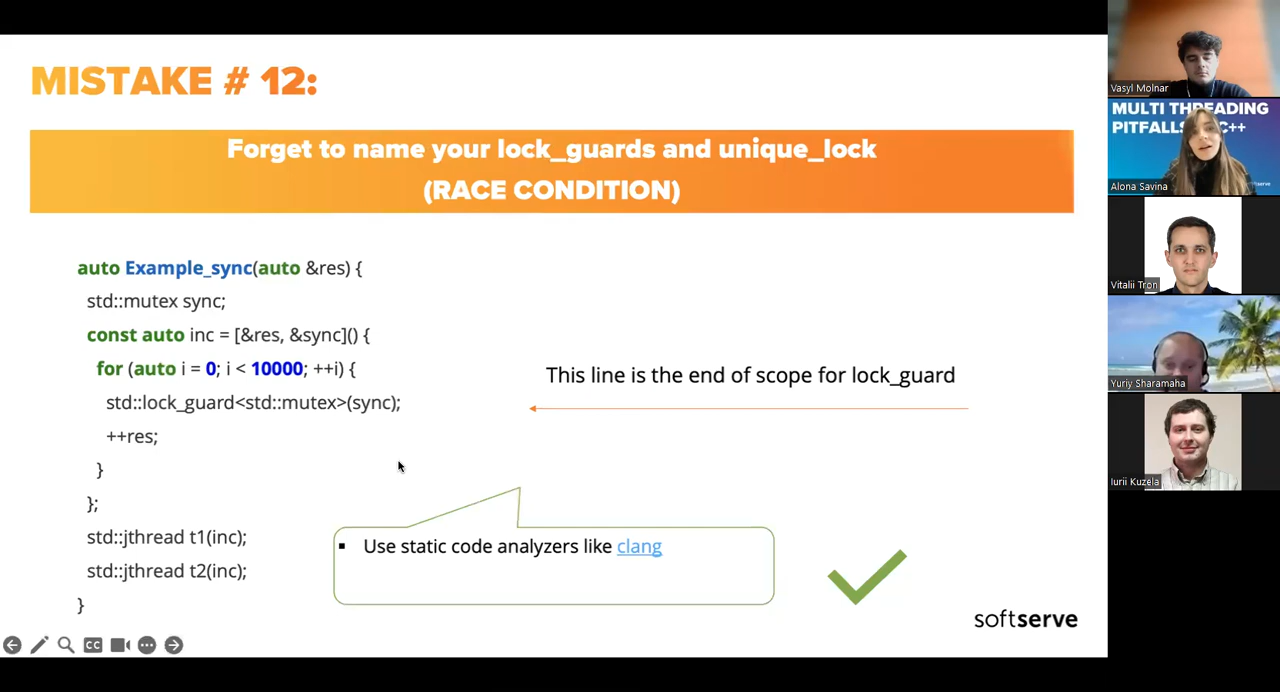 MISTAKE # 12:
Forget to name your lock_guards and unique_lock
(RACE CONDITION)
auto Example_sync(auto &res) {
std::mutex sync;
const auto inc = [&res, &sync]() {
for (auto i = 0; i < 10000; ++i) {
std::lock_guard<std::mutex>(sync);
++res;
}
};
std::jthread t1(inc);
std::jthread t2(inc);
}
This line is the end of scope for lock_guard
▪ Use static code analyzers like clang
softserve
CC
Vasyl Molnar
MULTI THREADING
PITFALLS C++
softserve
Alona Savina
Vitalii Tron
Yuriy Sharamaha
Iurii Kuzela